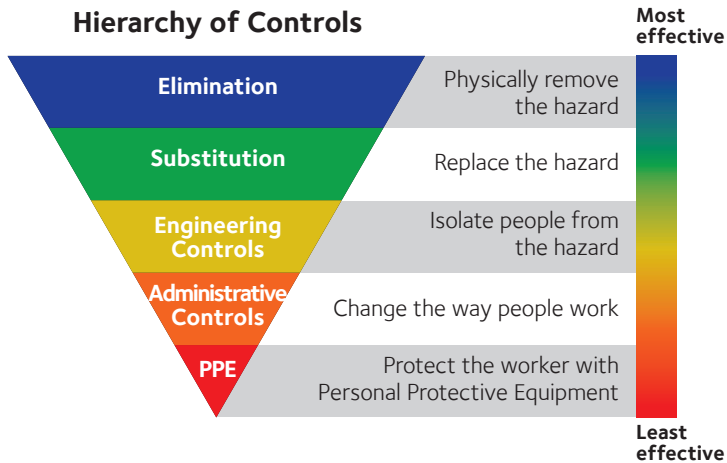 Hierarchy of Controls
Most
effective
Elimination
Physically remove
the hazard
Substitution
Replace the hazard
Engineering
Controls
Isolate people from
the hazard
Administrative
Controls
Change the way people work
PPE
Protect the worker with
Personal Protective Equipment
Least
effective